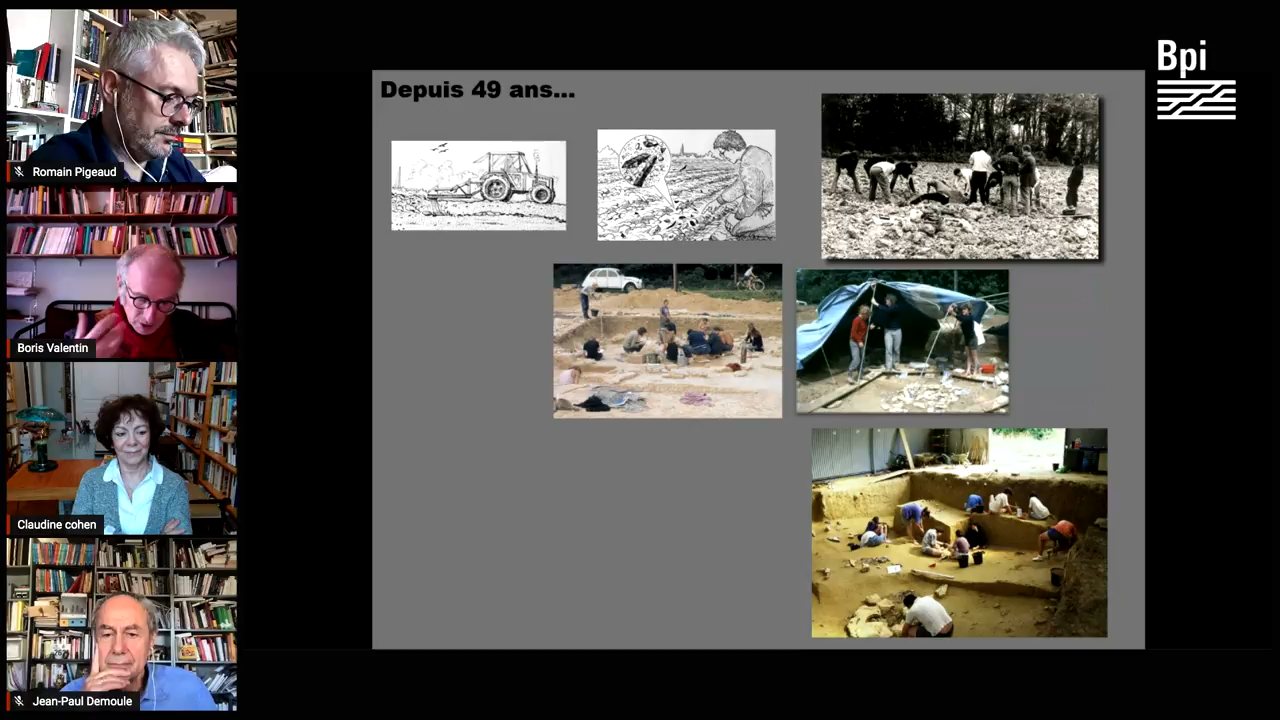 Romain Pigeaud
Boris Valentin
Claudine cohen
Jean-Paul Demoule
Depuis 49 ans...
Bpi